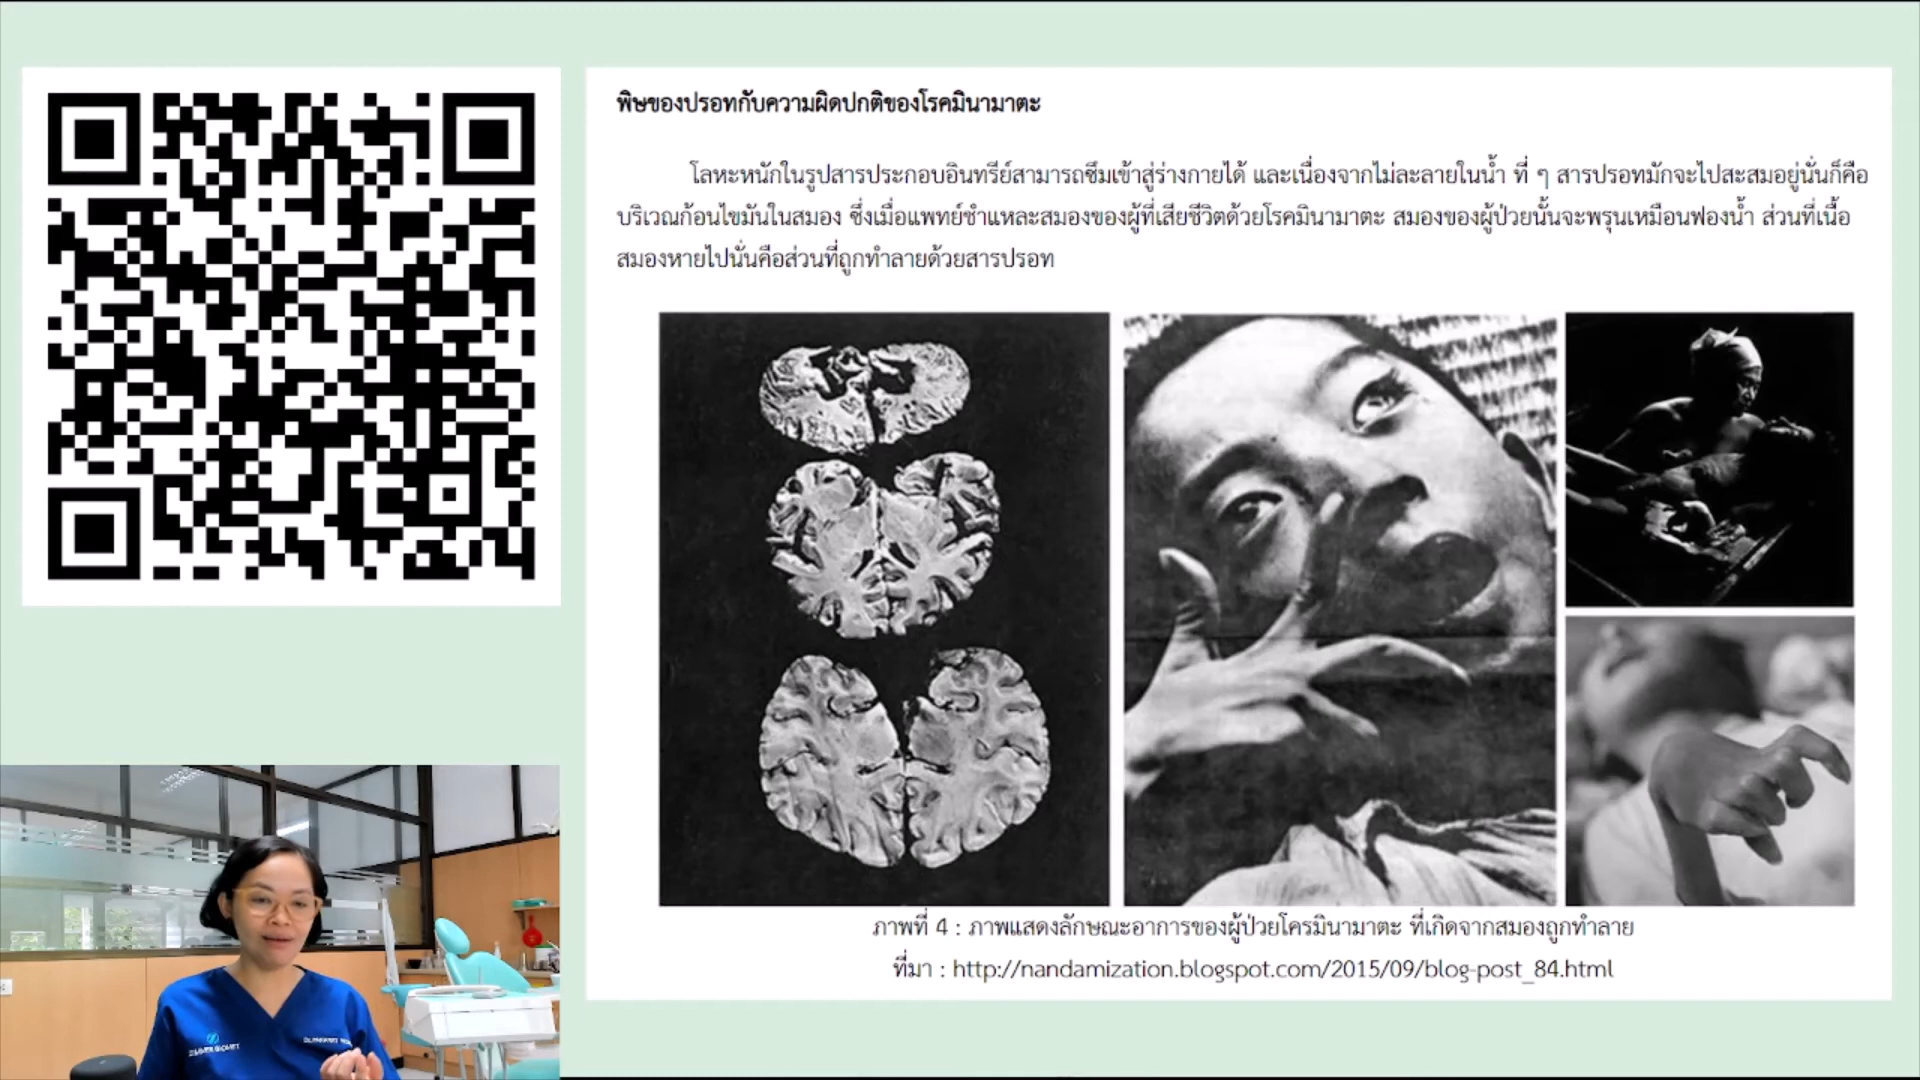 พิษของปรอทกับความผิดปกติของโรคมินามาตะ
โลหะหนักในรูปสารประกอบอินทรีย์สามารถซึมเข้าสู่ร่างกายได้ และเนื่องจากไม่ละลายในน้ำ ที่ ๆ สารปรอทมักจะไปสะสมอยู่นั่นก็คือ
บริเวณก้อนไขมันในสมอง ซึ่งเมื่อแพทย์ชำแหละสมองของผู้ที่เสียชีวิตด้วยโรคมินามาตะ สมองของผู้ป่วยนั้นจะพรุนเหมือนฟองน้ำ ส่วนที่เนื้อ
สมองหายไปนั่นคือส่วนที่ถูกทำลายด้วยสารปรอท
ภาพที่ 4 : ภาพแสดงลักษณะอาการของผู้ป่วยโครมินามาตะ ที่เกิดจากสมองถูกทำลาย
ที่มา : http://nandamization.blogspot.com/2015/09/blog-post_84.html
ZIMMER BIOMET